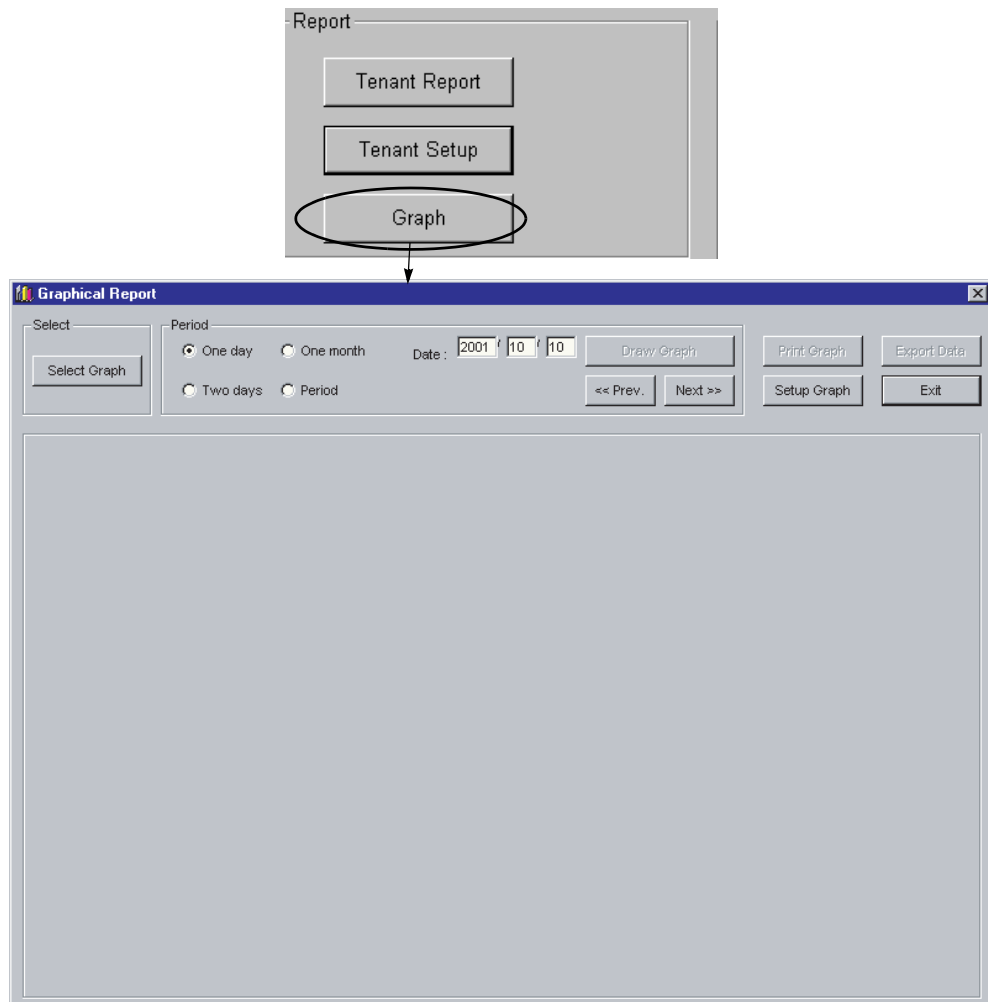 Report
Tenant Report
Tenant Setup
Graph
Graphical Report
Select
Select Graph
Period
One day One month Date : 2001 / 10 / 10 Draw Graph
Two days Period << Prev. Next >>
Print Graph Export Data
Setup Graph Exit